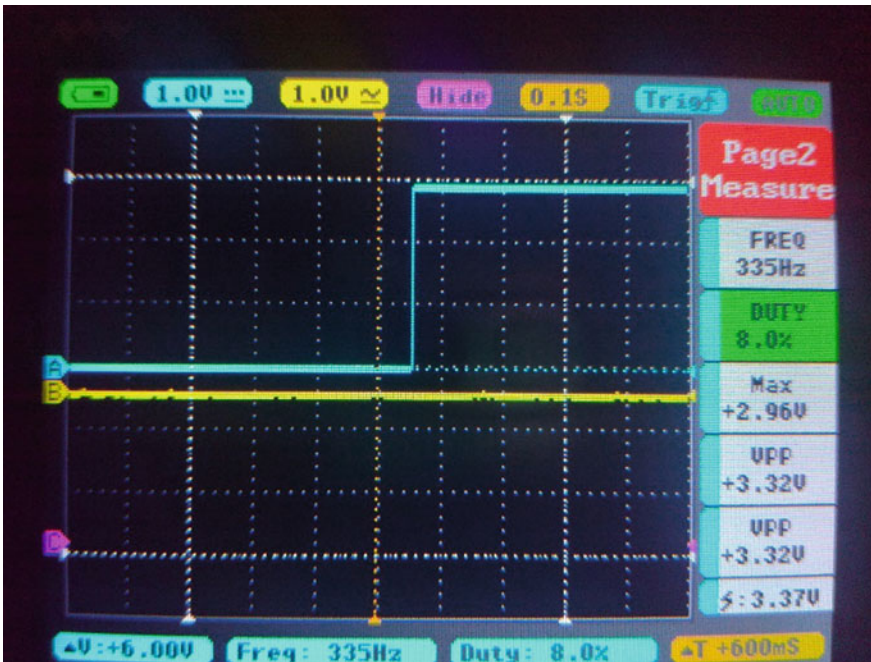 1.0V 1.0V Hide 0.1S Trig AUTO
Page2
Measure
FREQ
335Hz
DUTY
8.0%
A
B
Max
+2.96V
VPP
+3.32V
C
VPP
+3.32V
:3.37V
▲V:+6.00V Freq: 335Hz Duty: 8.0% ▲T +600mS